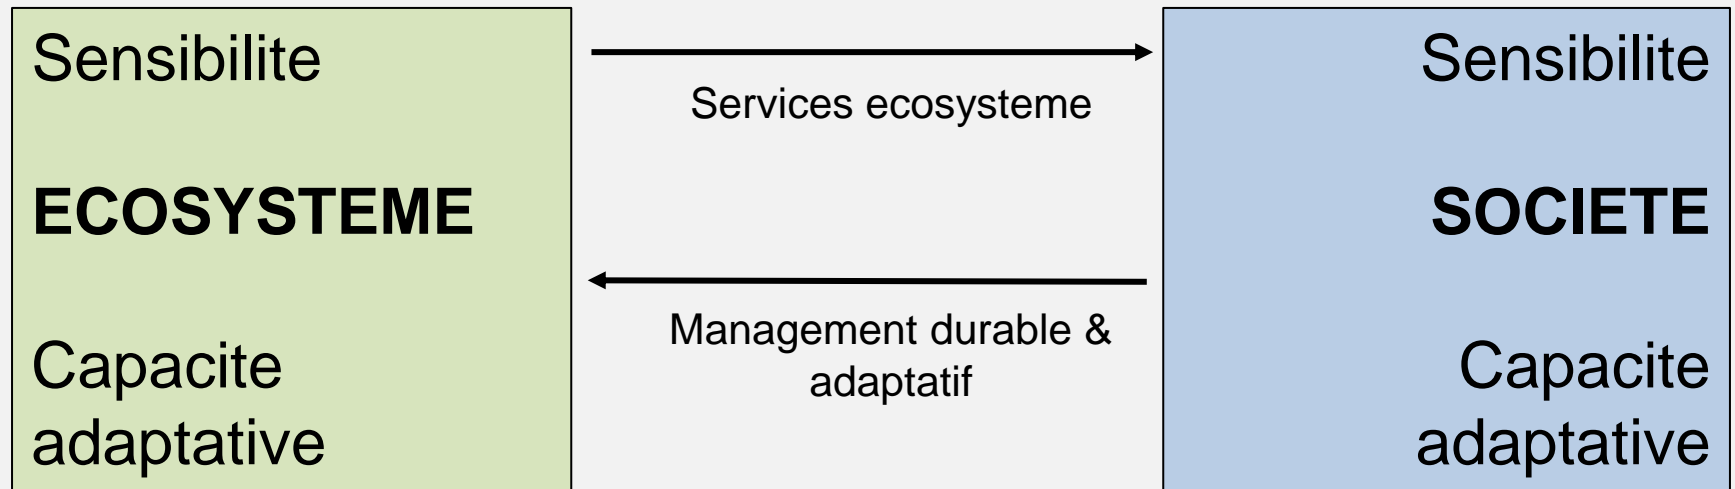 Sensibilite
ECOSYSTEME
Capacite
adaptative
Services ecosysteme
Management durable &
adaptatif
Sensibilite
SOCIETE
Capacite
adaptative